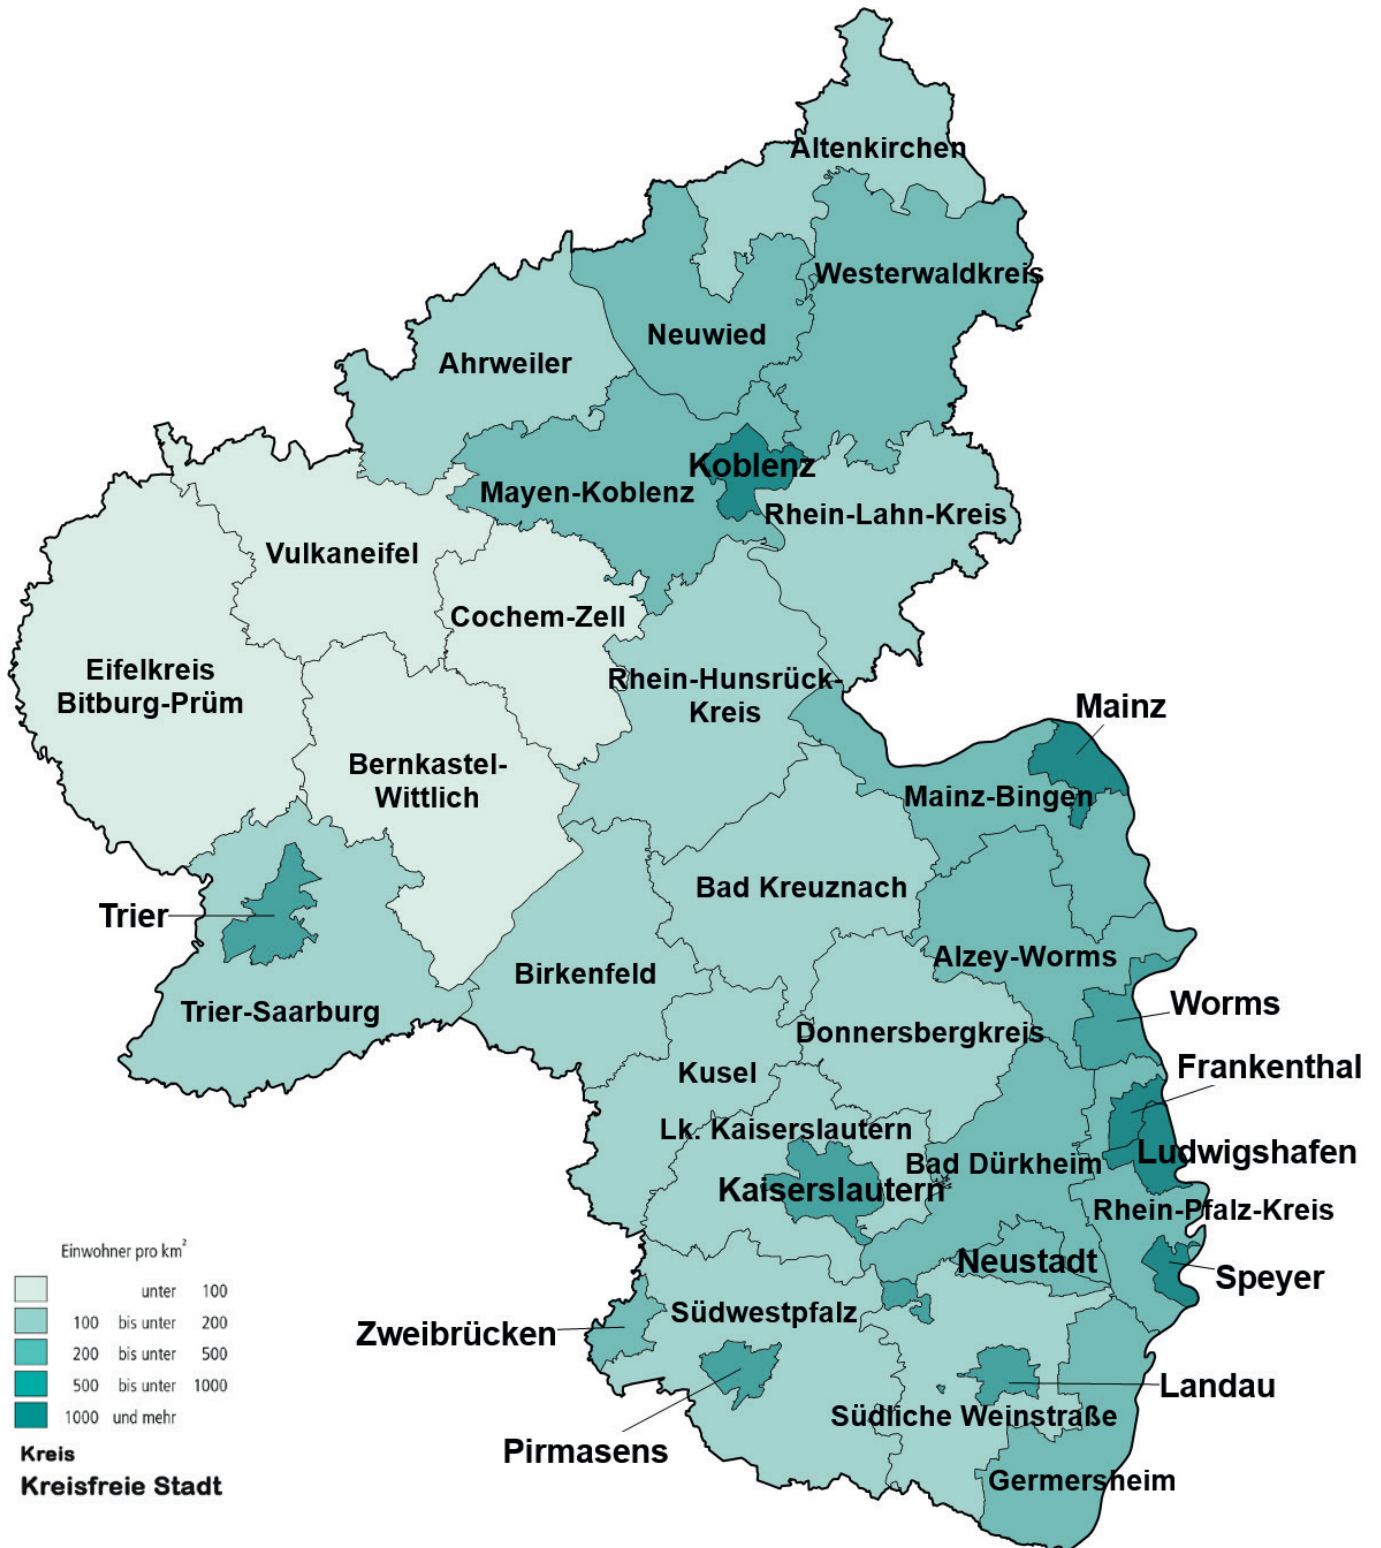 Altenkirchen
Westerwaldkreis
Neuwied
Ahrweiler
Koblenz
Mayen-Koblenz
Rhein-Lahn-Kreis
Vulkaneifel
Cochem-Zell
Eifelkreis
Bitburg-Prüm
Rhein-Hunsrück-
Kreis
Mainz
Bernkastel-
Wittlich
Mainz-Bingen
Bad Kreuznach
Trier
Alzey-Worms
Birkenfeld
Trier-Saarburg
Worms
Donnersbergkreis
Frankenthal
Kusel
Lk. Kaiserslautern
Ludwigshafen
Bad Dürkheim
Kaiserslautern
Rhein-Pfalz-Kreis
Neustadt
Speyer
Südwestpfalz
Zweibrücken
Landau
Südliche Weinstraße
Pirmasens
Germersheim
Einwohner pro km²
unter 100
100 bis unter 200
200 bis unter 500
500 bis unter 1000
1000 und mehr
Kreis
Kreisfreie Stadt